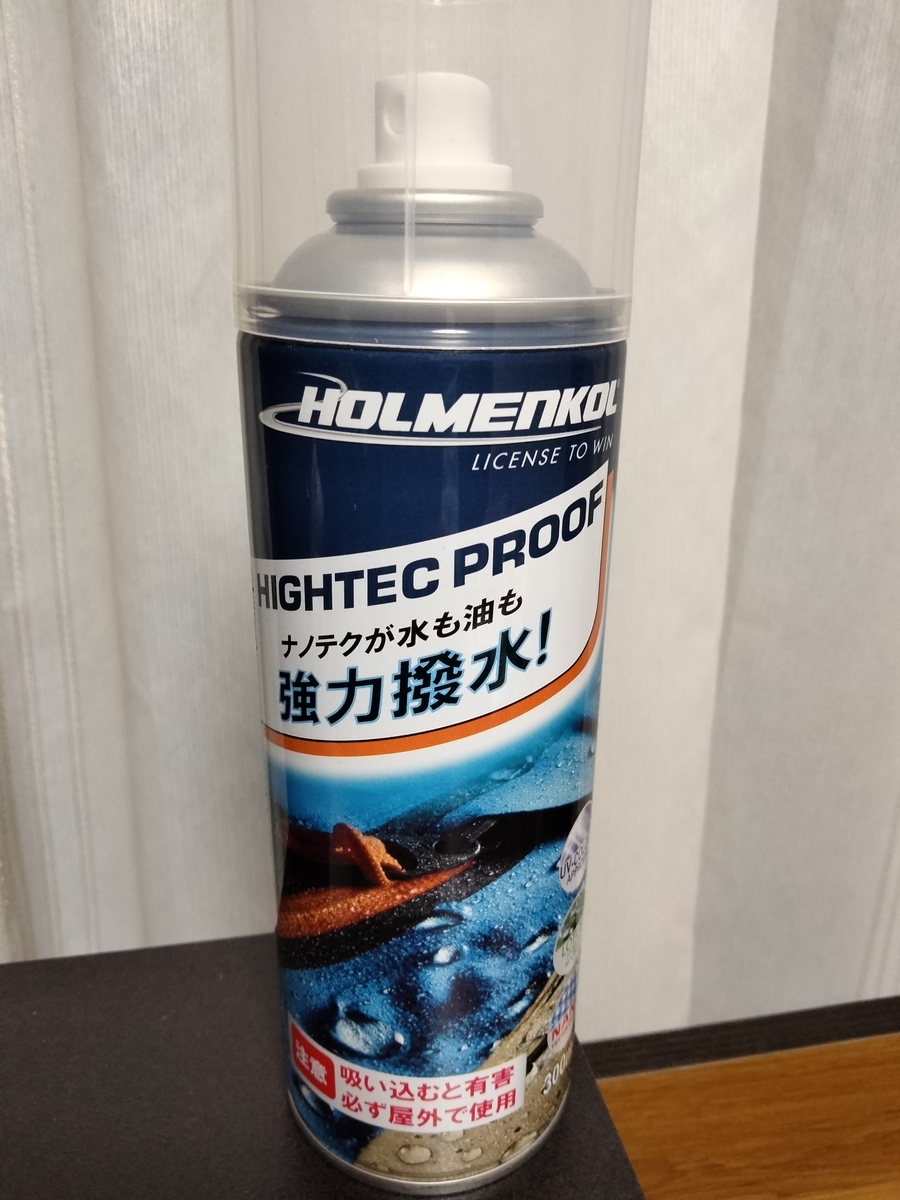 HOLMENKOL
LICENSE TO WIN
HIGHTEC PROOF
ナノテクが水も油も
強力撥水!
注意
吸い込むと有害
必ず屋外で使用